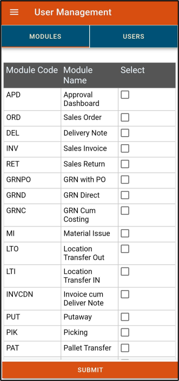 User Management
MODULES USERS
Module Code Module Name Select
APD Approval Dashboard
ORD Sales Order
DEL Delivery Note
INV Sales Invoice
RET Sales Return
GRNPO GRN with PO
GRND GRN Direct
GRNC GRN Cum Costing
MI Material Issue
LTO Location Transfer Out
LTI Location Transfer IN
INVCDN Invoice cum Deliver Note
PUT Putaway
PIK Picking
PAT Pallet Transfer
SUBMIT